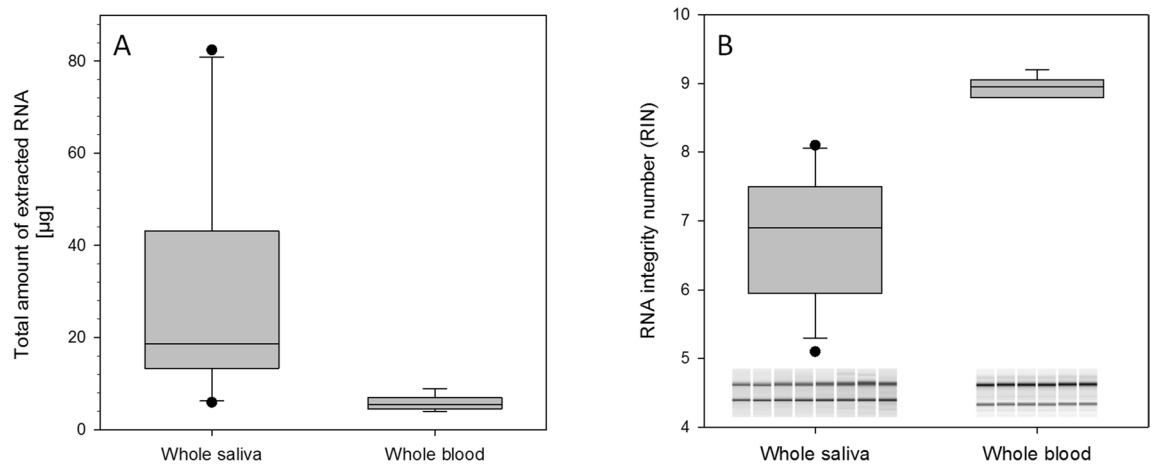 A
80
60
40
20
0
Total amount of extracted RNA
[µg]
Whole saliva
Whole blood
B
10
9
8
7
6
5
4
RNA integrity number (RIN)
Whole saliva
Whole blood